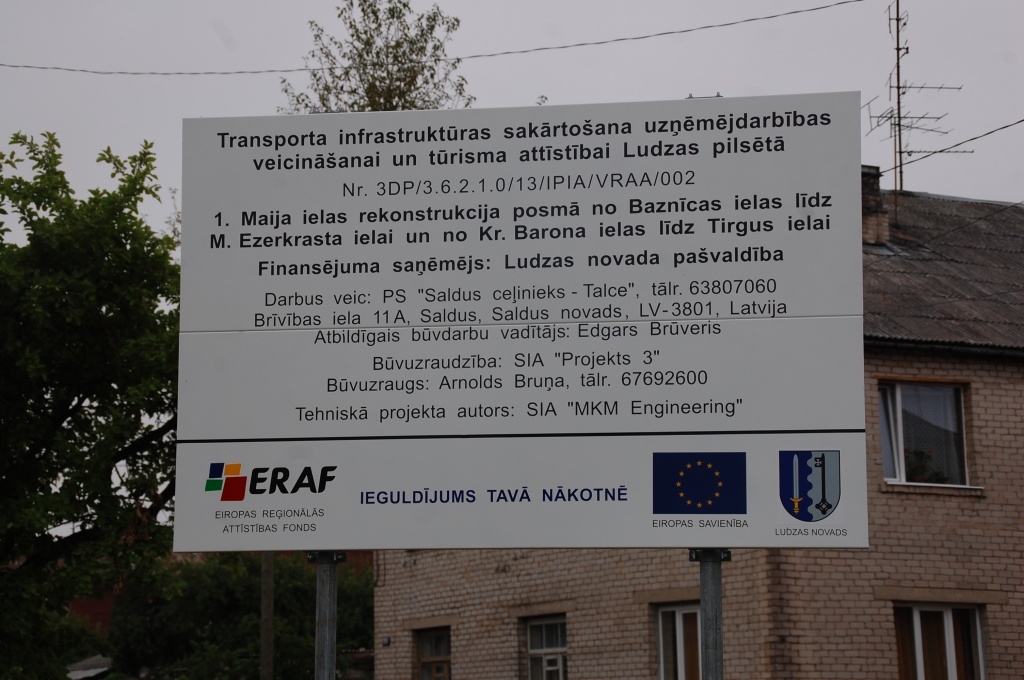 Transporta infrastruktūras sakārtošana uzņēmējdarbības
veicināšanai un tūrisma attīstībai Ludzas pilsētā
Nr. 3DP/3.6.2.1.0/13/IPIA/VRAA/002
1. Maija ielas rekonstrukcija posmā no Baznīcas ielas līdz
M. Ezerkrasta ielai un no Kr. Barona ielas līdz Tirgus ielai
Finansējuma saņēmējs: Ludzas novada pašvaldība
Darbus veic: PS "Saldus ceļinieks - Talce", tālr. 63807060
Brīvības iela 11A, Saldus, Saldus novads, LV-3801, Latvija
Atbildīgais būvdarbu vadītājs: Edgars Brūveris
Būvuzraudzība: SIA "Projekts 3"
Būvuzraugs: Arnolds Bruņa, tālr. 67692600
Tehniskā projekta autors: SIA "MKM Engineering"
ERAF
EIROPAS REĢIONĀLĀS
ATTĪSTĪBAS FONDS
IEGULDĪJUMS TAVĀ NĀKOTNĒ
EIROPAS SAVIENĪBA
LUDZAS NOVADS